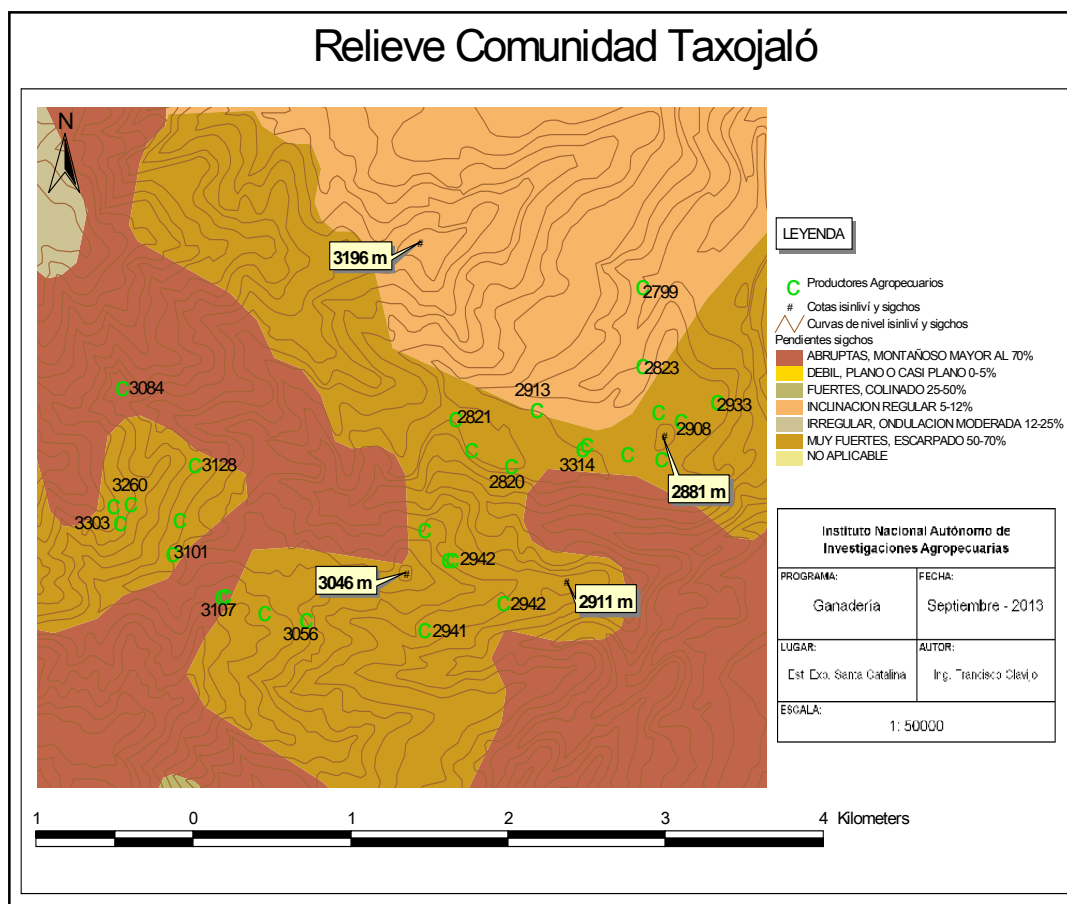 Relieve Comunidad Taxojaló
N
3196 m
2799
2823
2913
2933
3084
2821
2908
3314
3128
2820
2881 m
3260
3303
3101
2942
3046 m
2911 m
3107
2942
3056
2941
LEYENDA
C Productores Agropecuarios
# Cotas isinliví y sigchos
Curvas de nivel isinliví y sigchos
Pendientes sigchos
ABRUPTAS, MONTAÑOSO MAYOR AL 70%
DEBIL, PLANO O CASI PLANO 0-5%
FUERTES, COLINADO 25-50%
INCLINACION REGULAR 5-12%
IRREGULAR, ONDULACION MODERADA 12-25%
MUY FUERTES, ESCARPADO 50-70%
NO APLICABLE
Instituto Nacional Autónomo de
Investigaciones Agropecuarias
PROGRAMA:
Ganadería
FECHA:
Septiembre - 2013
LUGAR:
Est. Exp. Santa Catalina
AUTOR:
Ing. Francisco Clavijo
ESCALA:
1: 50000
1 0 1 2 3 4 Kilometers